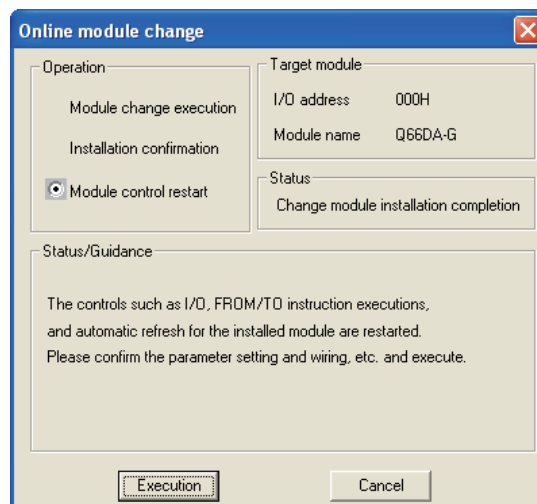 Online module change
Operation
Module change execution
Installation confirmation
Module control restart
Target module
I/O address 000H
Module name Q66DA-G
Status
Change module installation completion
Status/Guidance
The controls such as I/O, FROM/TO instruction executions,
and automatic refresh for the installed module are restarted.
Please confirm the parameter setting and wiring, etc. and execute.
Execution
Cancel